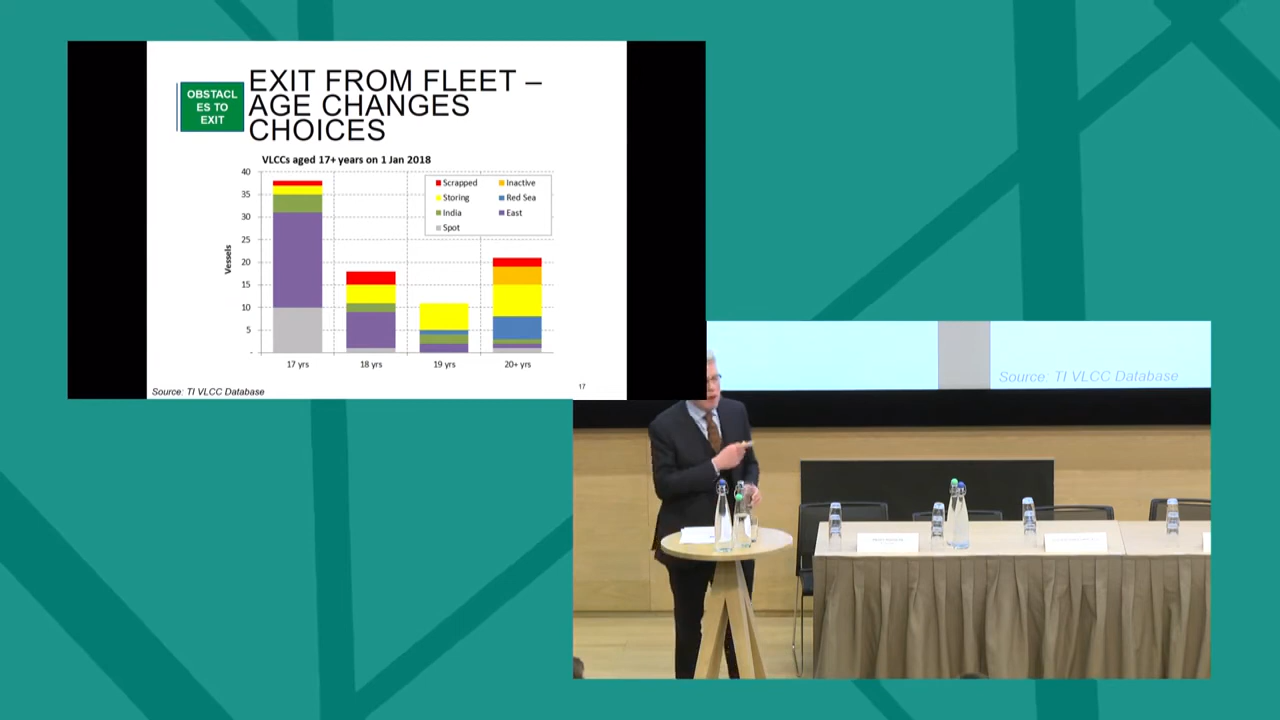 OBSTACL
ES TO
EXIT
EXIT FROM FLEET –
AGE CHANGES
CHOICES
VLCCs aged 17+ years on 1 Jan 2018
Vessels
40
35
30
25
20
15
10
5
-
Scrapped
Inactive
Storing
Red Sea
India
East
Spot
17 yrs
18 yrs
19 yrs
20+ yrs
Source: TI VLCC Database
17
Source: TI VLCC Database